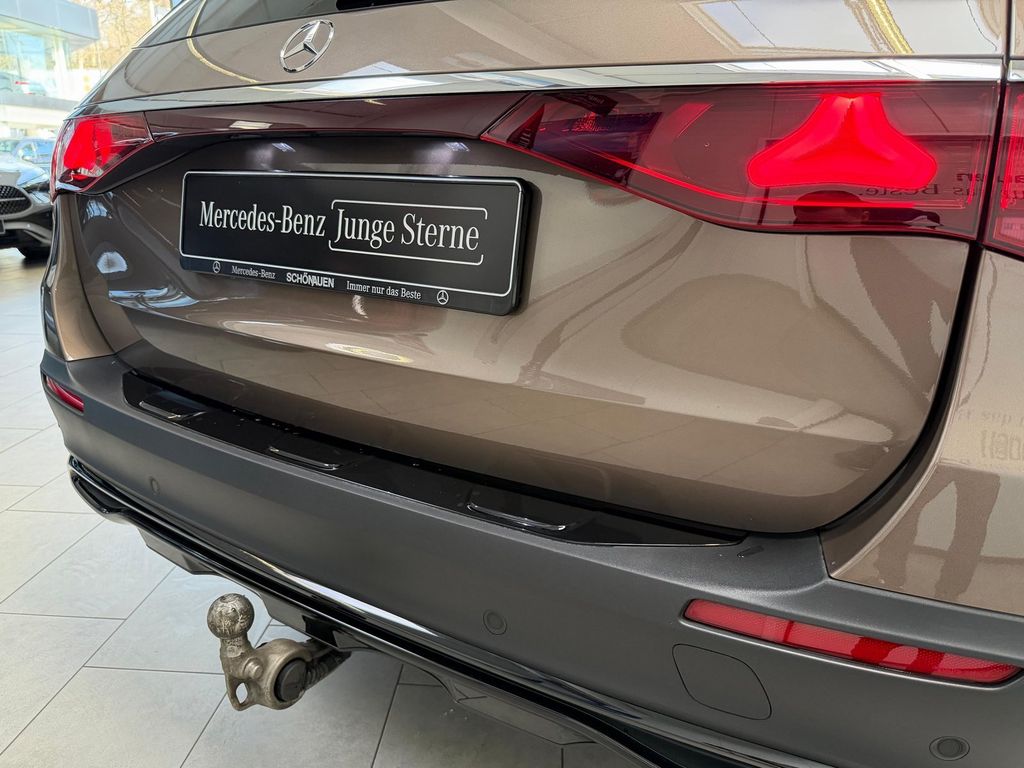 Mercedes-Benz Junge Sterne
Mercedes-Benz SCHÖNAUEN Immer nur das Beste